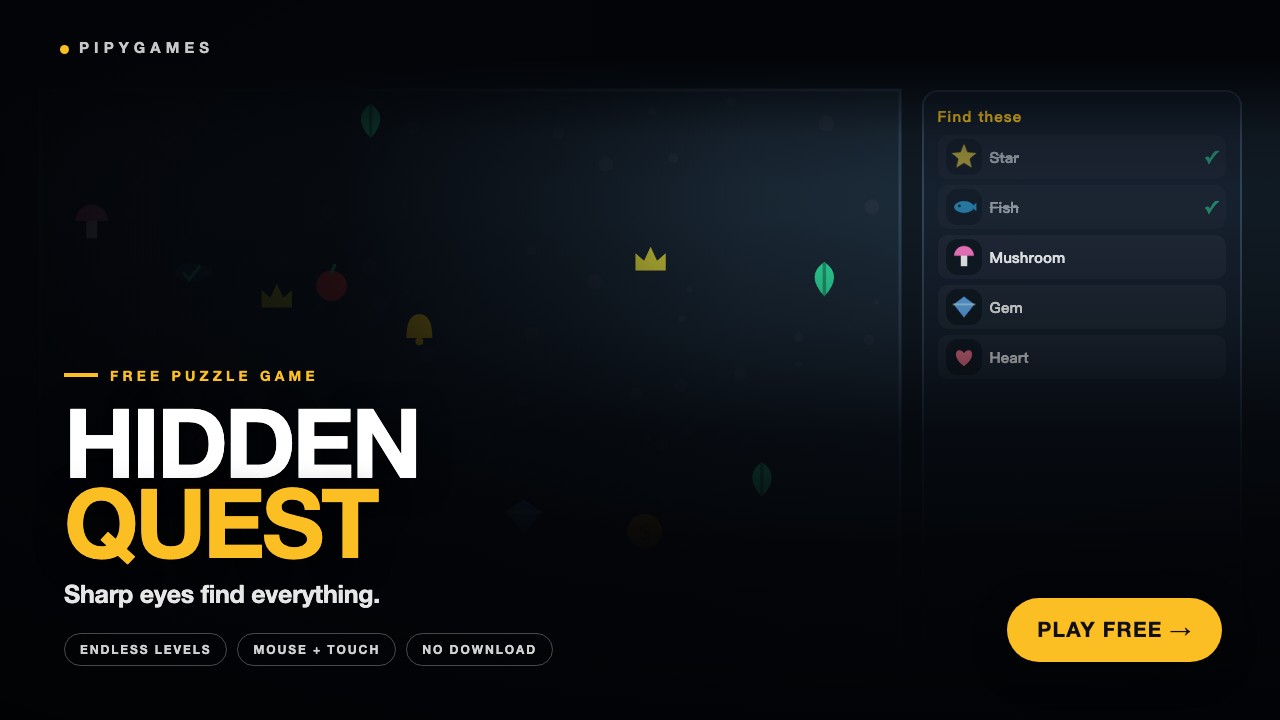 PIPYGAMES
Find these
Star ✓
Fish ✓
Mushroom
Gem
Heart
FREE PUZZLE GAME
HIDDEN
QUEST
Sharp eyes find everything.
ENDLESS LEVELS
MOUSE + TOUCH
NO DOWNLOAD
PLAY FREE →